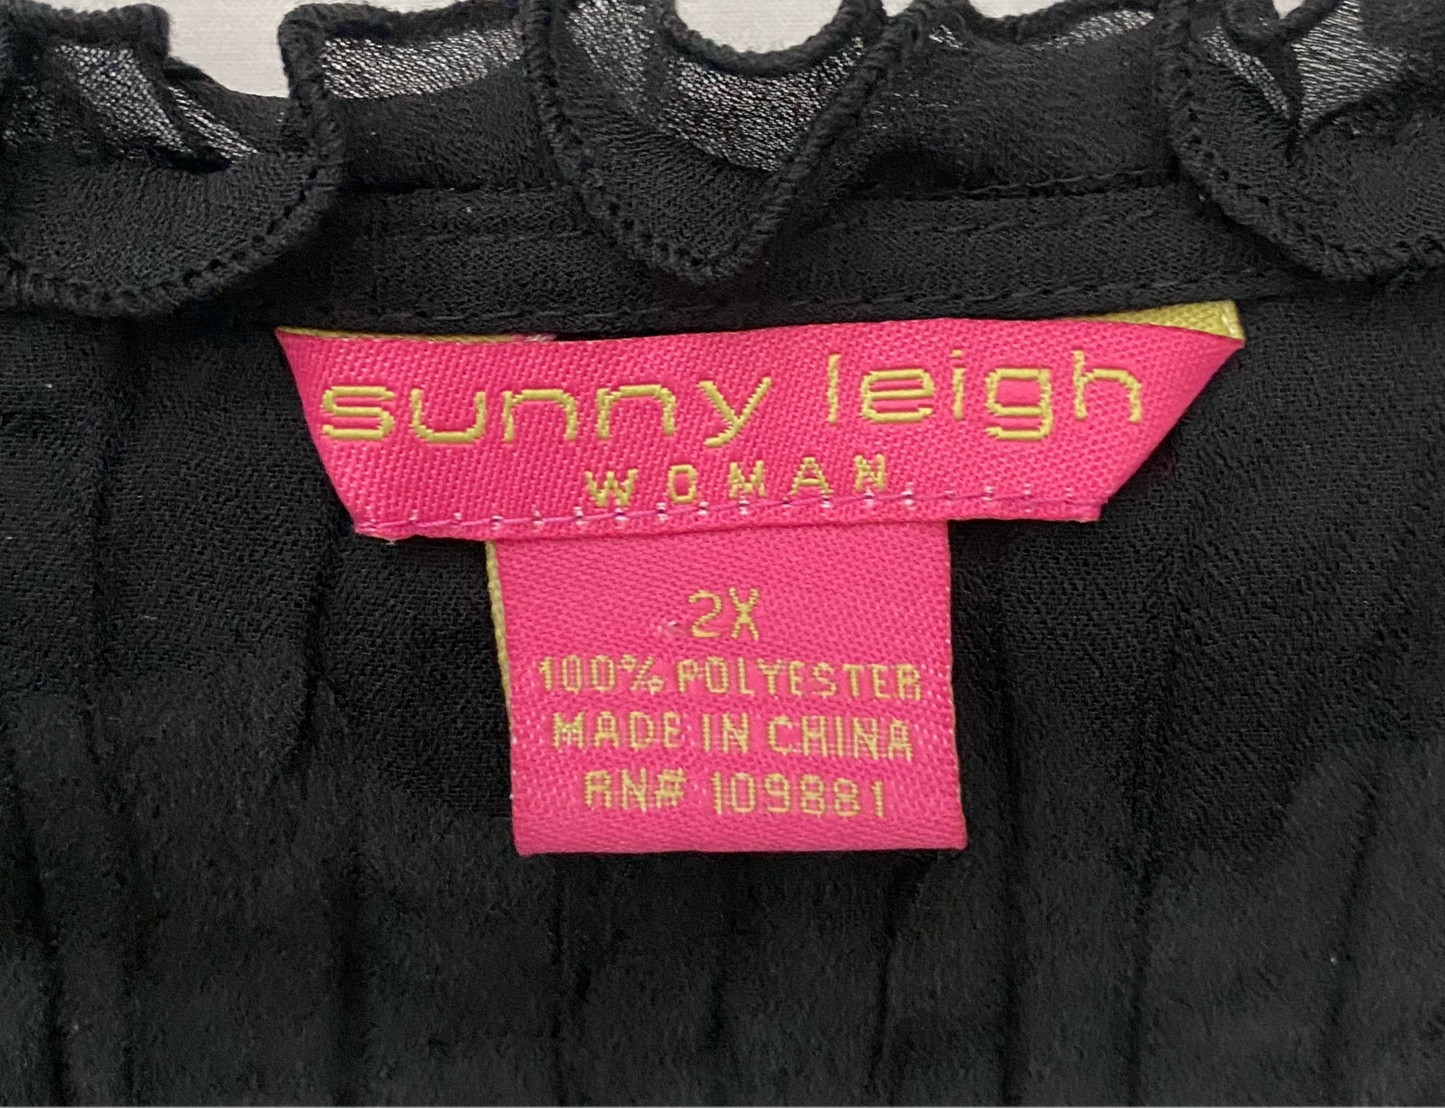 sunny leigh
WOMAN
2X
100% POLYESTER
MADE IN CHINA
RN# 109881